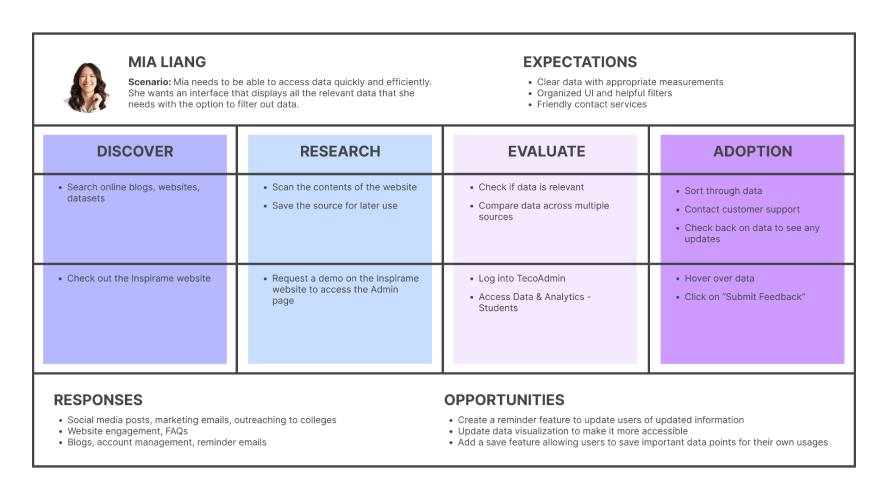 MIA LIANG
Scenario: Mia needs to be able to access data quickly and efficiently.
She wants an interface that displays all the relevant data that she
needs with the option to filter out data.
EXPECTATIONS
• Clear data with appropriate measurements
• Organized UI and helpful filters
• Friendly contact services
DISCOVER
RESEARCH
EVALUATE
ADOPTION
• Search online blogs, websites,
datasets
• Scan the contents of the website
• Save the source for later use
• Check if data is relevant
• Compare data across multiple
sources
• Sort through data
• Contact customer support
• Check back on data to see any
updates
• Check out the Inspirame website
• Request a demo on the Inspirame
website to access the Admin
page
• Log into TecoAdmin
• Access Data & Analytics -
Students
• Hover over data
• Click on “Submit Feedback”
RESPONSES
• Social media posts, marketing emails, outreaching to colleges
• Website engagement, FAQs
• Blogs, account management, reminder emails
OPPORTUNITIES
• Create a reminder feature to update users of updated information
• Update data visualization to make it more accessible
• Add a save feature allowing users to save important data points for their own usages